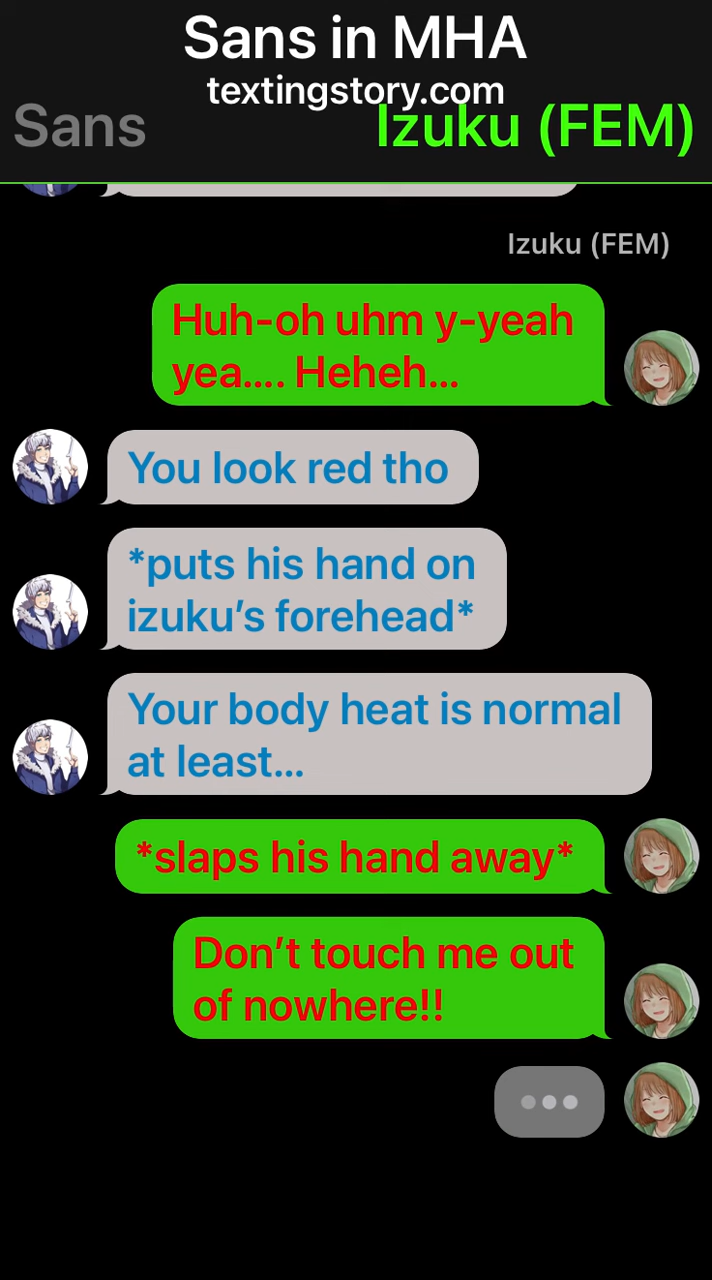 Sans in MHA
textingstory.com
Sans
Izuku (FEM)
Izuku (FEM)
Huh-oh uhm y-yeah
yea.... Heheh...
You look red tho
*puts his hand on
izuku’s forehead*
Your body heat is normal
at least...
*slaps his hand away*
Don’t touch me out
of nowhere!!